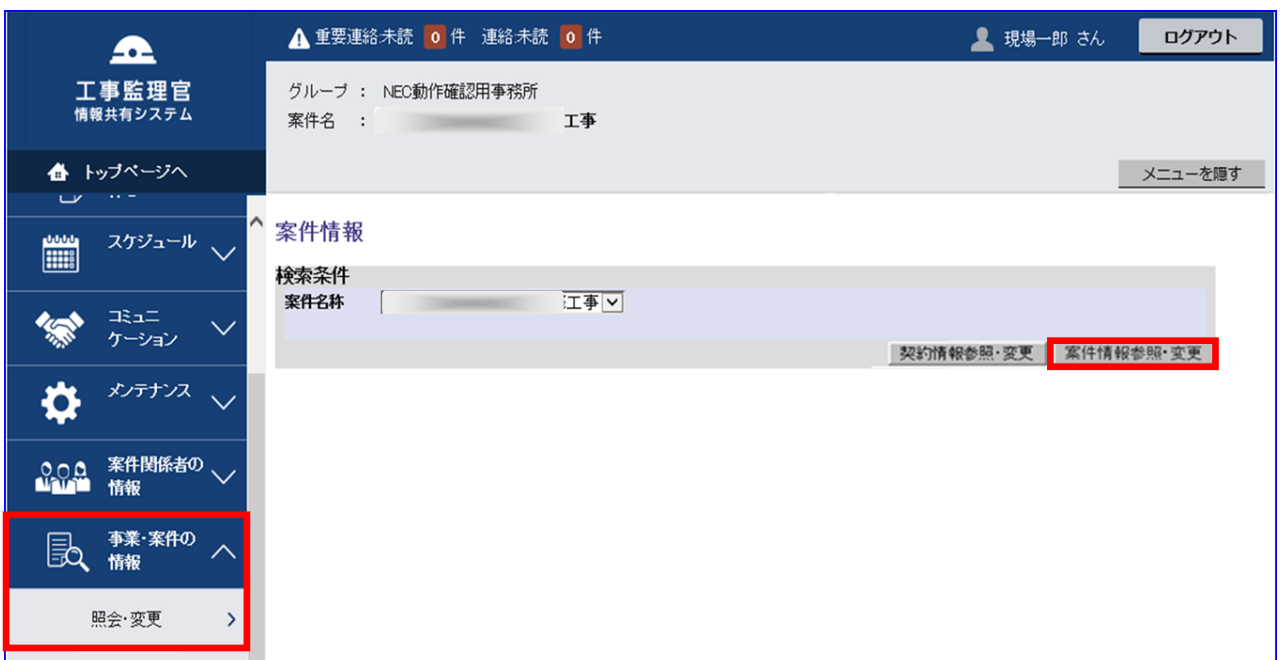 重要連絡:未読 0 件 連絡:未読 0 件
現場一郎 さん
ログアウト
工事監理官
情報共有システム
グループ : NEC動作確認用事務所
案件名 : 工事
トップページへ
メニューを隠す
スケジュール
コミュニ
ケーション
メンテナンス
案件関係者の
情報
事業・案件の
情報
照会・変更
案件情報
検索条件
案件名称 工事
契約情報参照・変更
案件情報参照・変更